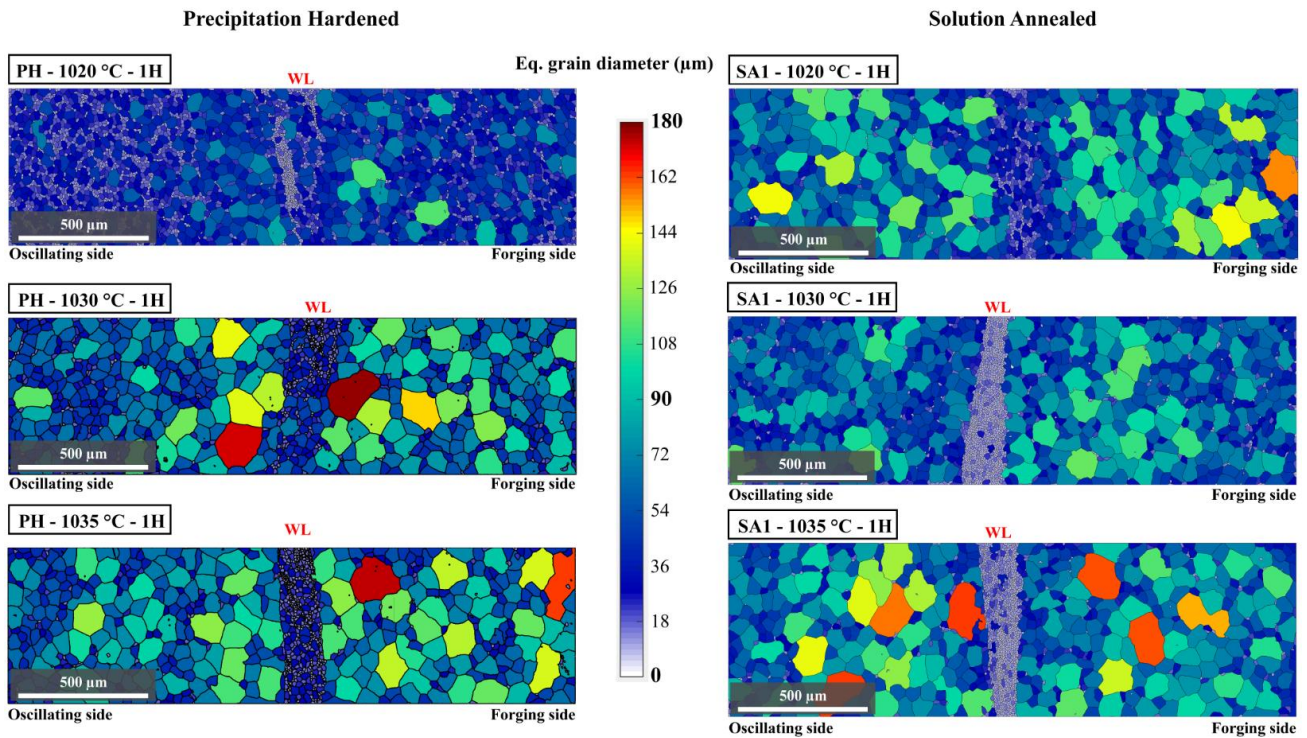 Precipitation Hardened
Solution Annealed
PH - 1020 °C - 1H
WL
Eq. grain diameter (µm)
SA1 - 1020 °C - 1H
500 µm
Oscillating side
Forging side
500 µm
Oscillating side
Forging side
180
162
144
126
108
90
72
54
36
18
0
PH - 1030 °C - 1H
WL
500 µm
Oscillating side
Forging side
SA1 - 1030 °C - 1H
WL
500 µm
Oscillating side
Forging side
PH - 1035 °C - 1H
WL
500 µm
Oscillating side
Forging side
SA1 - 1035 °C - 1H
WL
500 µm
Oscillating side
Forging side